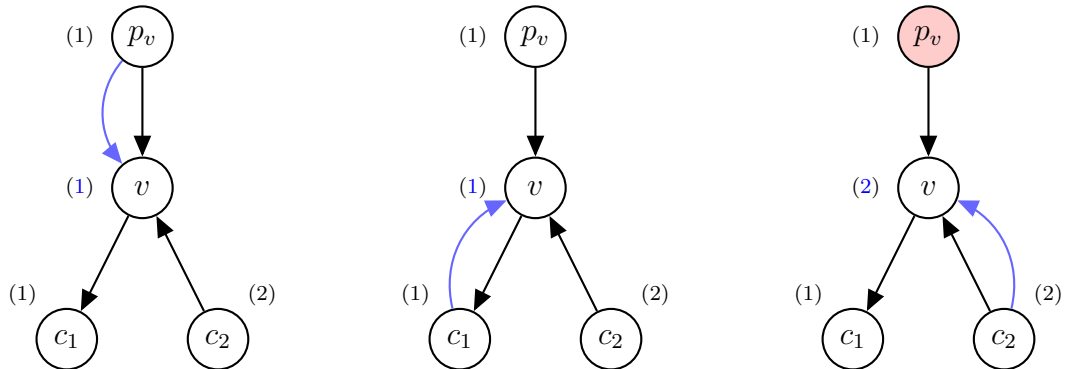 (1) p_v (1) p_v (1) p_v
(1) v (1) v (2) v
(1) (2) (1) (2) (1) (2)
c_1 c_2 c_1 c_2 c_1 c_2